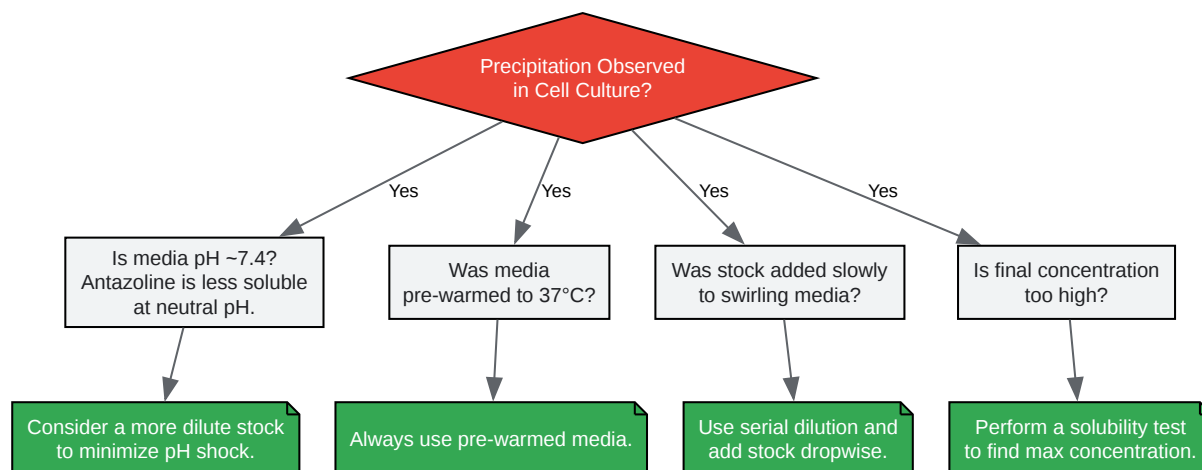 Precipitation Observed
in Cell Culture?
Yes
Yes
Yes
Yes
Is media pH ~7.4?
Antazoline is less soluble
at neutral pH.
Was media
pre-warmed to 37°C?
Was stock added slowly
to swirling media?
Is final concentration
too high?
Consider a more dilute stock
to minimize pH shock.
Always use pre-warmed media.
Use serial dilution and
add stock dropwise.
Perform a solubility test
to find max concentration.